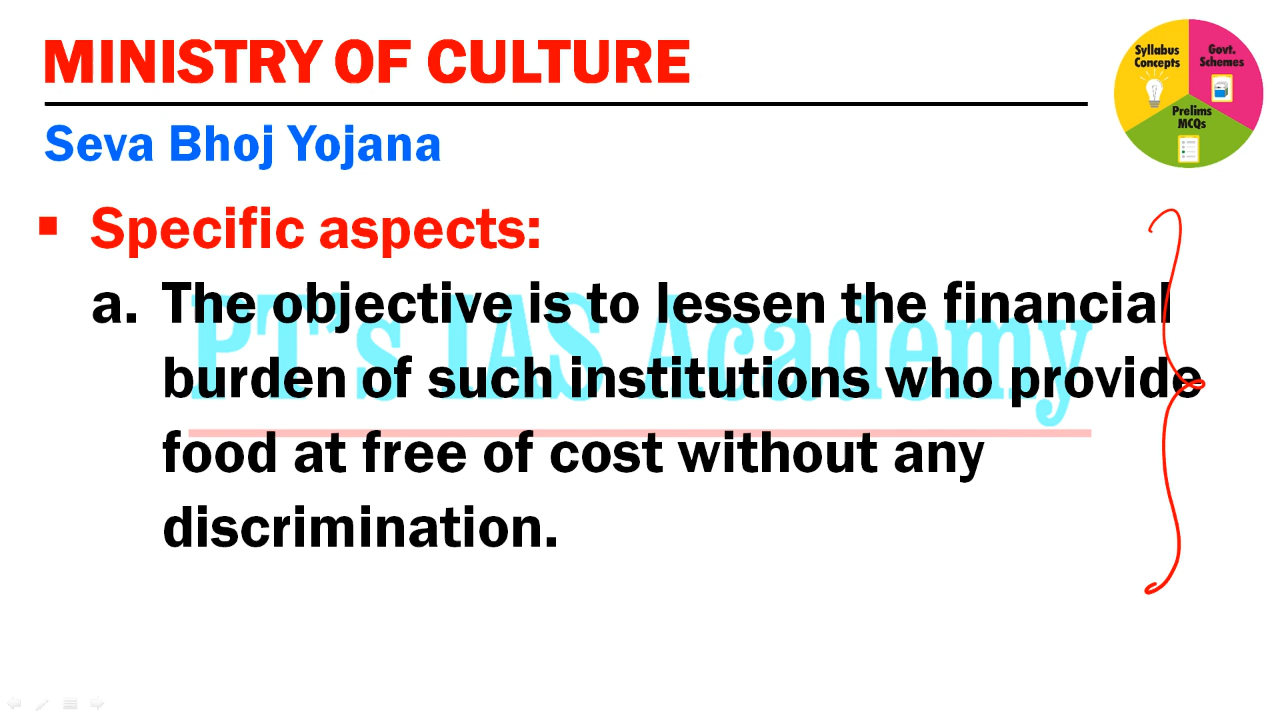 MINISTRY OF CULTURE
Syllabus
Concepts
Govt.
Schemes
Prelims
MCQs
Seva Bhoj Yojana
Specific aspects:
a. The objective is to lessen the financial
burden of such institutions who provide
food at free of cost without any
discrimination.
PT's IAS Academy